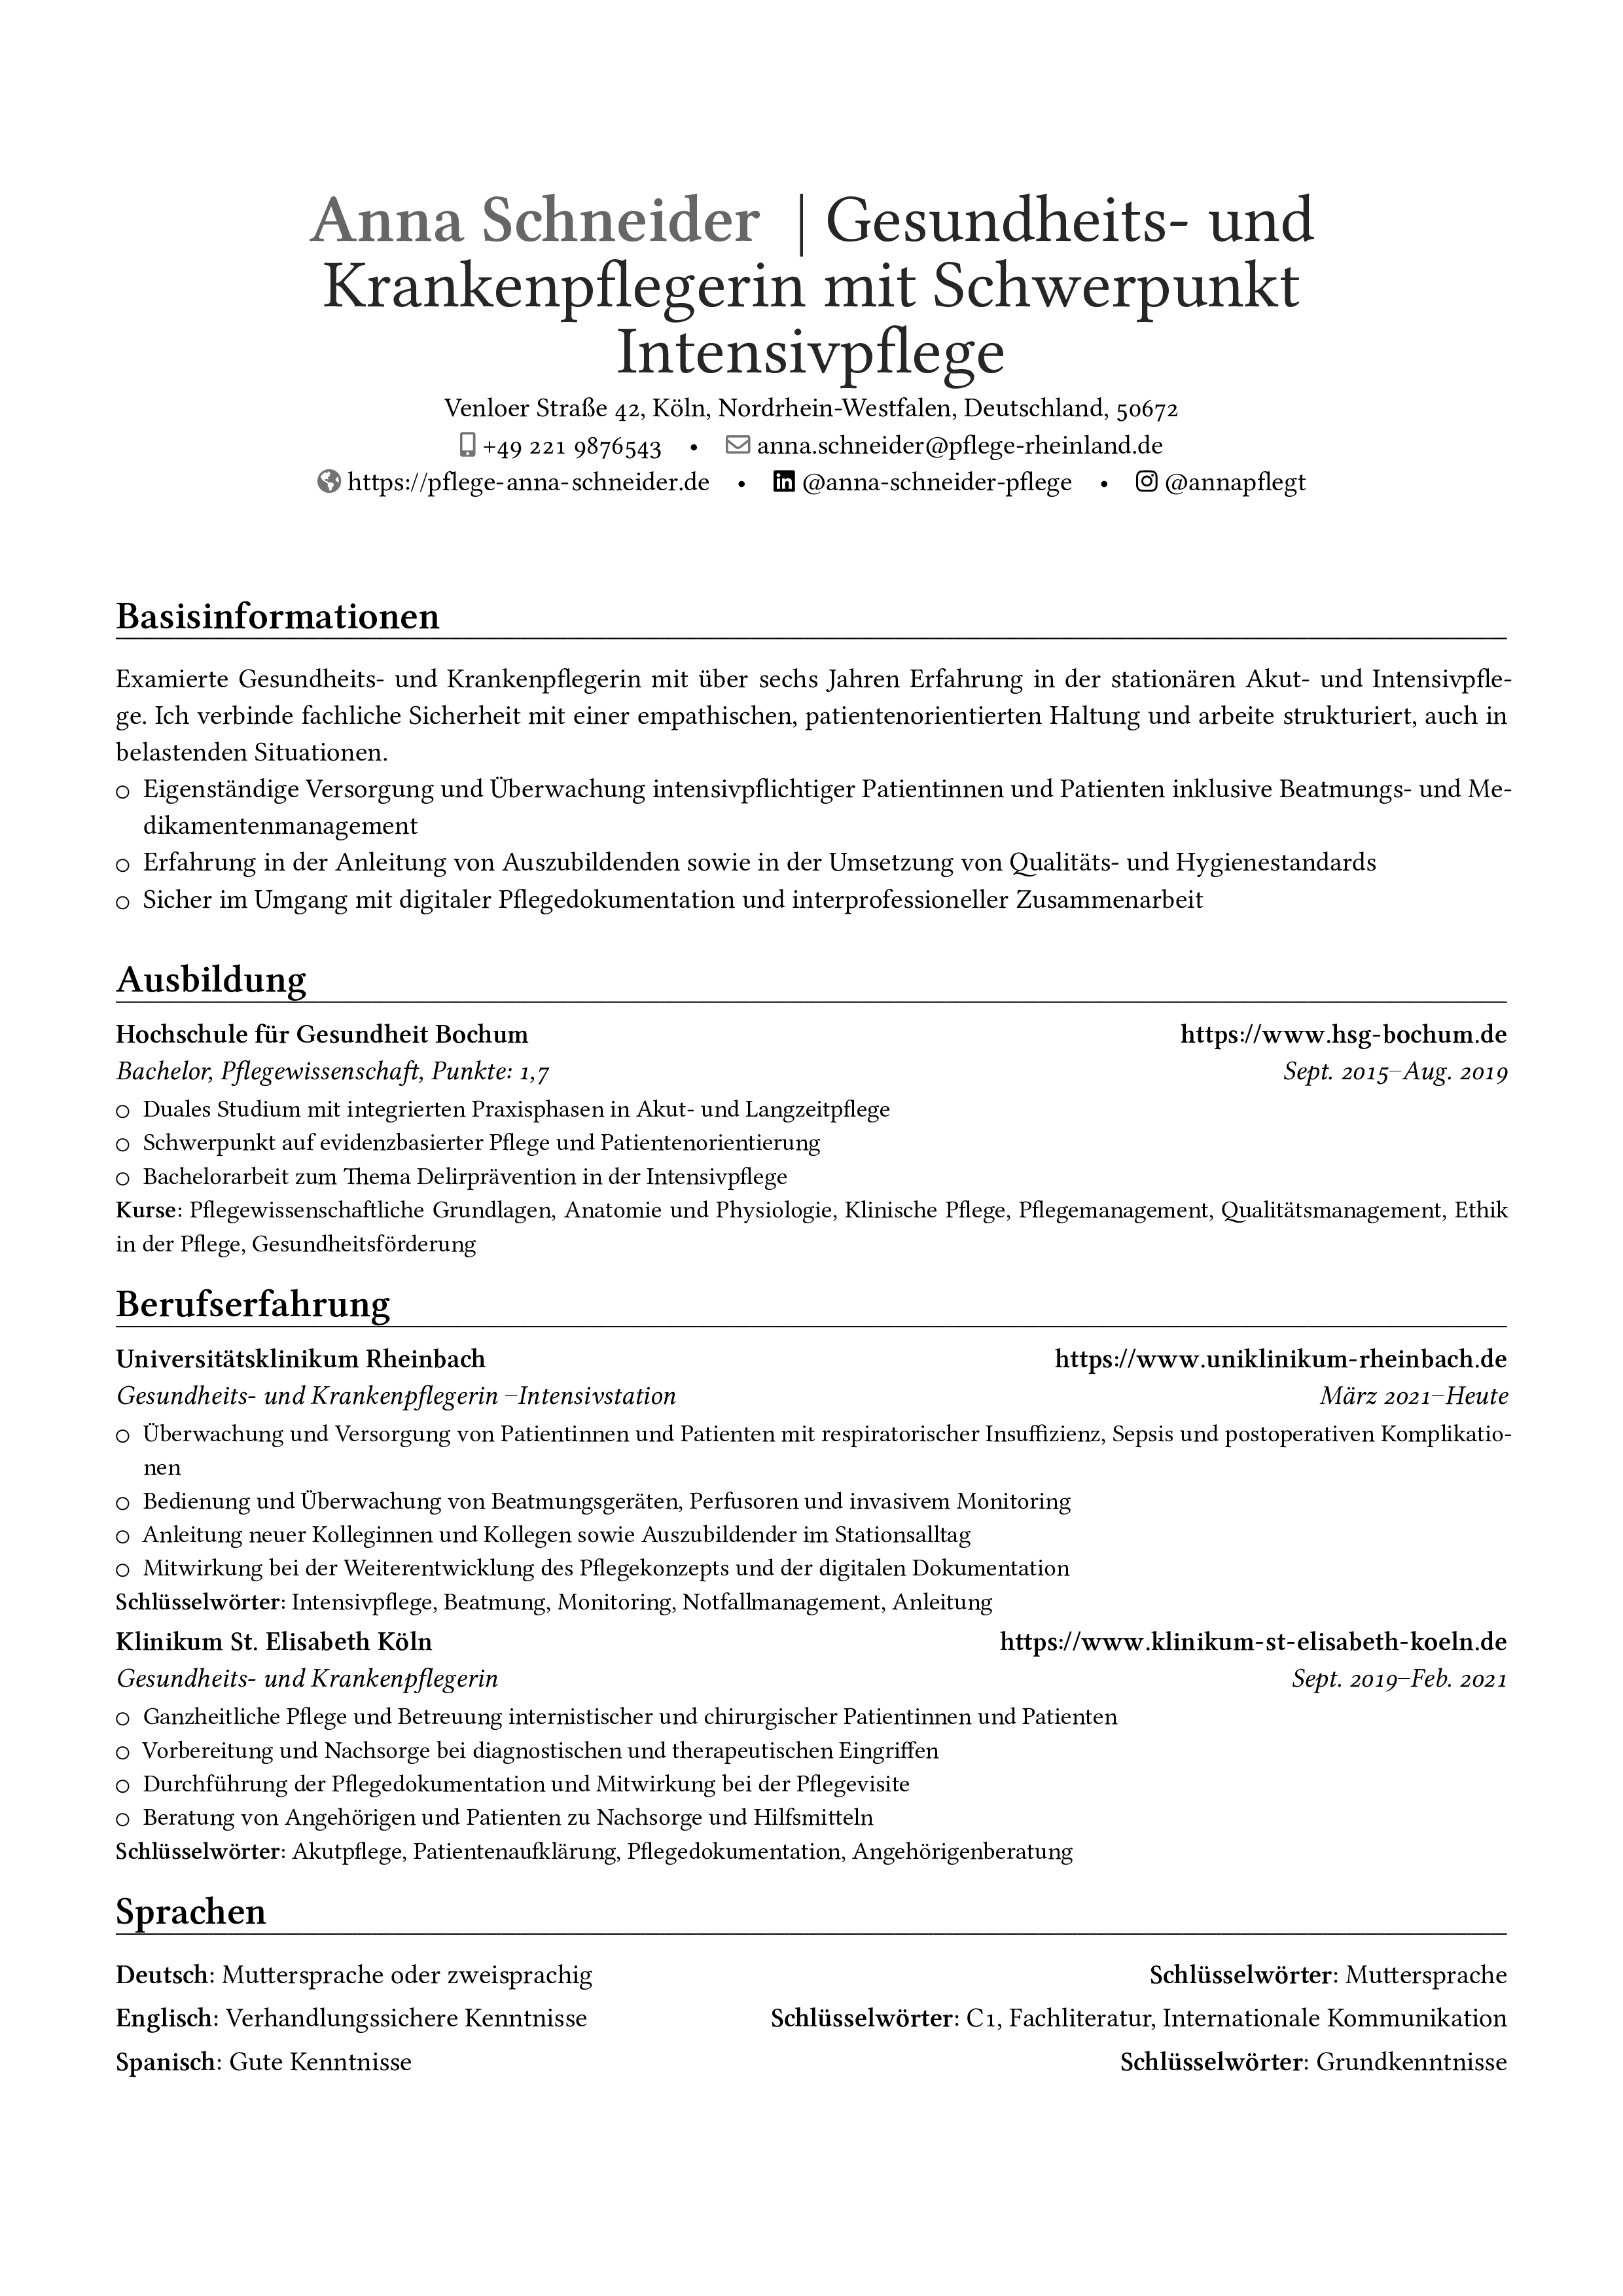 Anna Schneider | Gesundheits- und
Krankenpflegerin mit Schwerpunkt
Intensivpflege
Venloer Straße 42, Köln, Nordrhein-Westfalen, Deutschland, 50672
+49 221 9876543 • anna.schneider@pflege-rheinland.de
https://pflege-anna-schneider.de • @anna-schneider-pflege • @annapflegt
Basisinformationen
Examierte Gesundheits- und Krankenpflegerin mit über sechs Jahren Erfahrung in der stationären Akut- und Intensivpfle-
ge. Ich verbinde fachliche Sicherheit mit einer empathischen, patientenorientierten Haltung und arbeite strukturiert, auch in
belastenden Situationen.
○ Eigenständige Versorgung und Überwachung intensivpflichtiger Patientinnen und Patienten inklusive Beatmungs- und Me-
dikamentenmanagement
○ Erfahrung in der Anleitung von Auszubildenden sowie in der Umsetzung von Qualitäts- und Hygienestandards
○ Sicher im Umgang mit digitaler Pflegedokumentation und interprofessioneller Zusammenarbeit
Ausbildung
Hochschule für Gesundheit Bochum https://www.hsg-bochum.de
Bachelor, Pflegewissenschaft, Punkte: 1,7 Sept. 2015–Aug. 2019
○ Duales Studium mit integrierten Praxisphasen in Akut- und Langzeitpflege
○ Schwerpunkt auf evidenzbasierter Pflege und Patientenorientierung
○ Bachelorarbeit zum Thema Delirprävention in der Intensivpflege
Kurse: Pflegewissenschaftliche Grundlagen, Anatomie und Physiologie, Klinische Pflege, Pflegemanagement, Qualitätsmanagement, Ethik
in der Pflege, Gesundheitsförderung
Berufserfahrung
Universitätsklinikum Rheinbach https://www.uniklinikum-rheinbach.de
Gesundheits- und Krankenpflegerin –Intensivstation März 2021–Heute
○ Überwachung und Versorgung von Patientinnen und Patienten mit respiratorischer Insuffizienz, Sepsis und postoperativen Komplikatio-
nen
○ Bedienung und Überwachung von Beatmungsgeräten, Perfusoren und invasivem Monitoring
○ Anleitung neuer Kolleginnen und Kollegen sowie Auszubildender im Stationsalltag
○ Mitwirkung bei der Weiterentwicklung des Pflegekonzepts und der digitalen Dokumentation
Schlüsselwörter: Intensivpflege, Beatmung, Monitoring, Notfallmanagement, Anleitung
Klinikum St. Elisabeth Köln https://www.klinikum-st-elisabeth-koeln.de
Gesundheits- und Krankenpflegerin Sept. 2019–Feb. 2021
○ Ganzheitliche Pflege und Betreuung internistischer und chirurgischer Patientinnen und Patienten
○ Vorbereitung und Nachsorge bei diagnostischen und therapeutischen Eingriffen
○ Durchführung der Pflegedokumentation und Mitwirkung bei der Pflegevisite
○ Beratung von Angehörigen und Patienten zu Nachsorge und Hilfsmitteln
Schlüsselwörter: Akutpflege, Patientenaufklärung, Pflegedokumentation, Angehörigenberatung
Sprachen
Deutsch: Muttersprache oder zweisprachig Schlüsselwörter: Muttersprache
Englisch: Verhandlungssichere Kenntnisse Schlüsselwörter: C1, Fachliteratur, Internationale Kommunikation
Spanisch: Gute Kenntnisse Schlüsselwörter: Grundkenntnisse